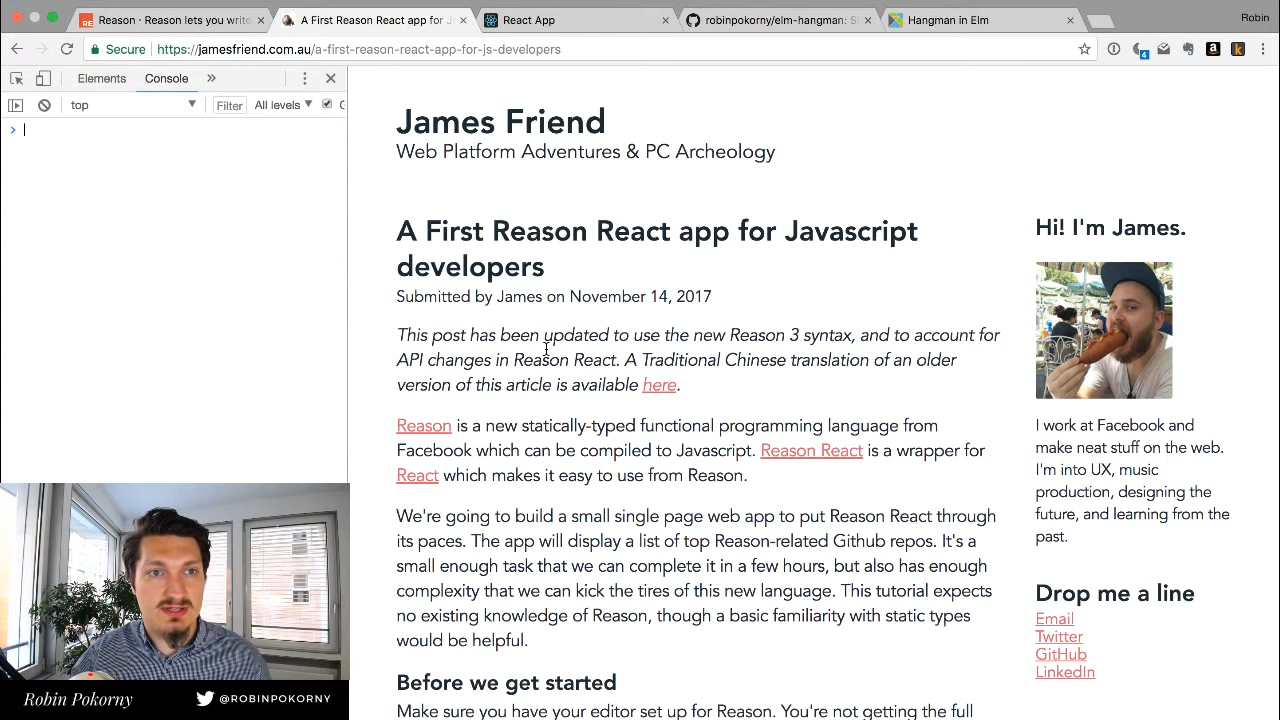 Reason · Reason lets you write
A First Reason React app for J
React App
robinpokorny/elm-hangman: S
Hangman in Elm
Robin
Secure
https://jamesfriend.com.au/a-first-reason-react-app-for-js-developers
4
Elements
Console
top
Filter
All levels
James Friend
Web Platform Adventures & PC Archeology
A First Reason React app for Javascript
developers
Submitted by James on November 14, 2017
This post has been updated to use the new Reason 3 syntax, and to account for
API changes in Reason React. A Traditional Chinese translation of an older
version of this article is available here.
Reason is a new statically-typed functional programming language from
Facebook which can be compiled to Javascript. Reason React is a wrapper for
React which makes it easy to use from Reason.
We're going to build a small single page web app to put Reason React through
its paces. The app will display a list of top Reason-related Github repos. It's a
small enough task that we can complete it in a few hours, but also has enough
complexity that we can kick the tires of this new language. This tutorial expects
no existing knowledge of Reason, though a basic familiarity with static types
would be helpful.
Before we get started
Make sure you have your editor set up for Reason. You're not getting the full
Hi! I'm James.
I work at Facebook and
make neat stuff on the web.
I'm into UX, music
production, designing the
future, and learning from the
past.
Drop me a line
Email
Twitter
GitHub
LinkedIn
Robin Pokorny
@ROBINPOKORNY